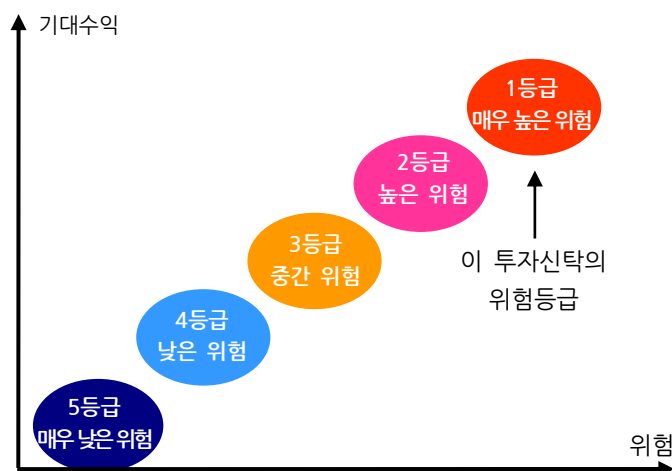 기대수익
1등급
매우 높은 위험
2등급
높은 위험
3등급
중간 위험
이 투자신탁의
위험등급
4등급
낮은 위험
5등급
매우 낮은 위험
위험